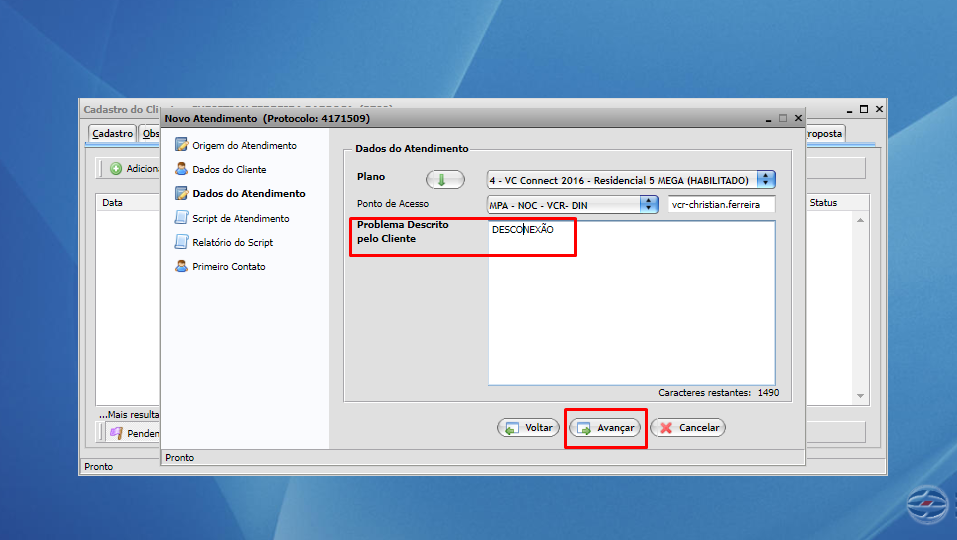 Cadastro do Cli
Novo Atendimento (Protocolo: 4171509)
Cadastro
Obs
roposta
Adiciona
Data
Status
Origem do Atendimento
Dados do Cliente
Dados do Atendimento
Script de Atendimento
Relatório do Script
Primeiro Contato
Dados do Atendimento
Plano
4 - VC Connect 2016 - Residencial 5 MEGA (HABILITADO)
Ponto de Acesso
MPA - NOC - VCR- DIN
vcr-christian.ferreira
Problema Descrito
pelo Cliente
DESCONEXÃO
Caracteres restantes: 1490
Voltar
Avançar
Cancelar
...Mais resulta
Penden
Pronto
Pronto